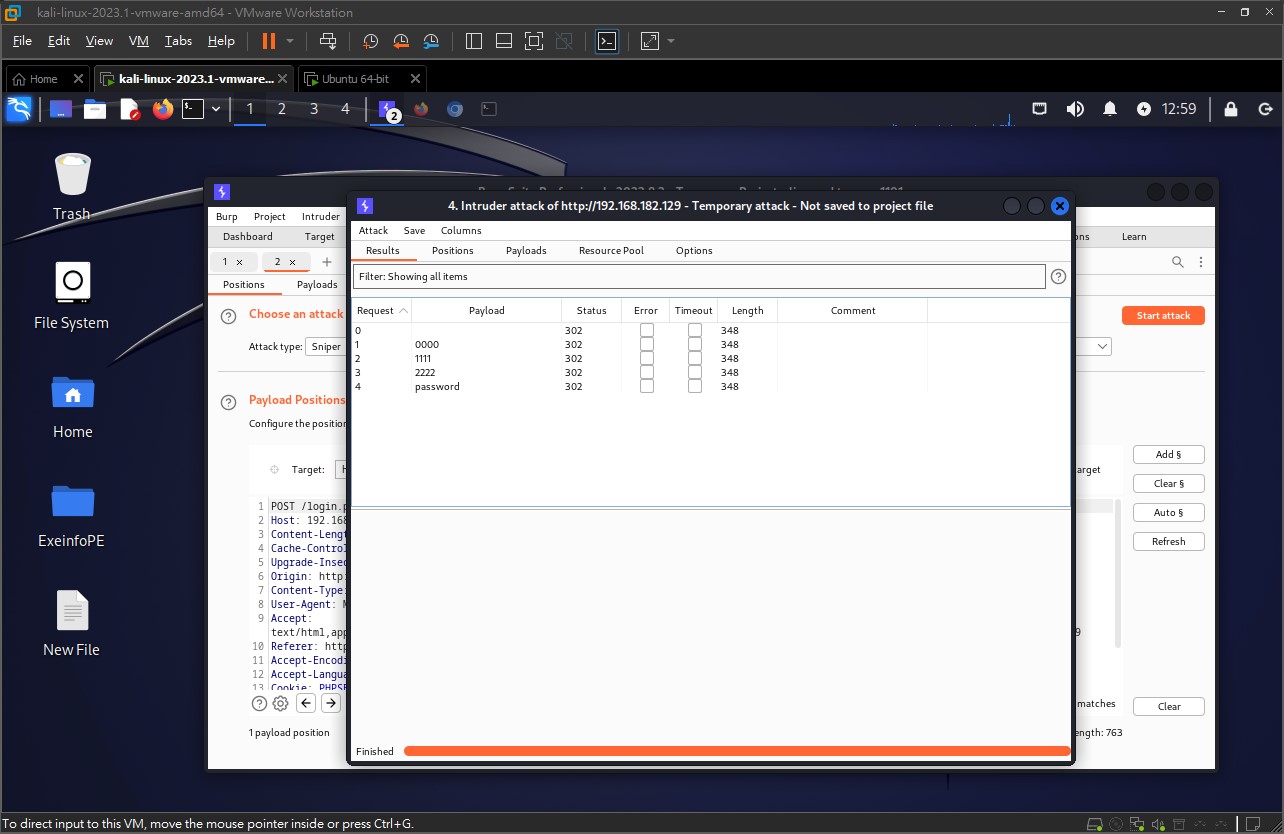 kali-linux-2023.1-vmware-amd64 - VMware Workstation
File Edit View VM Tabs Help
Home kali-linux-2023.1-vmware... Ubuntu 64-bit
1 2 3 4 2 12:59
Trash
File System
Home
ExeinfoPE
New File
Burp Project Intruder
Dashboard Target Learn
1 × 2 × +
Positions Payloads
Choose an attack Start attack
Attack type: Sniper
Payload Positions
Configure the position
Target:
Add §
Clear §
Auto §
Refresh
1 POST /login.p
2 Host: 192.168
3 Content-Lengt
4 Cache-Control
5 Upgrade-Insec
6 Origin: http:
7 Content-Type:
8 User-Agent: M
9 Accept:
text/html,app
10 Referer: http
11 Accept-Encodi
12 Accept-Langua
13 Cookie: PHPSE
matches Clear
1 payload position ength: 763
4. Intruder attack of http://192.168.182.129 - Temporary attack - Not saved to project file
Attack Save Columns
Results Positions Payloads Resource Pool Options
Filter: Showing all items
Request Payload Status Error Timeout Length Comment
0 302 348
1 0000 302 348
2 1111 302 348
3 2222 302 348
4 password 302 348
Finished
To direct input to this VM, move the mouse pointer inside or press Ctrl+G.